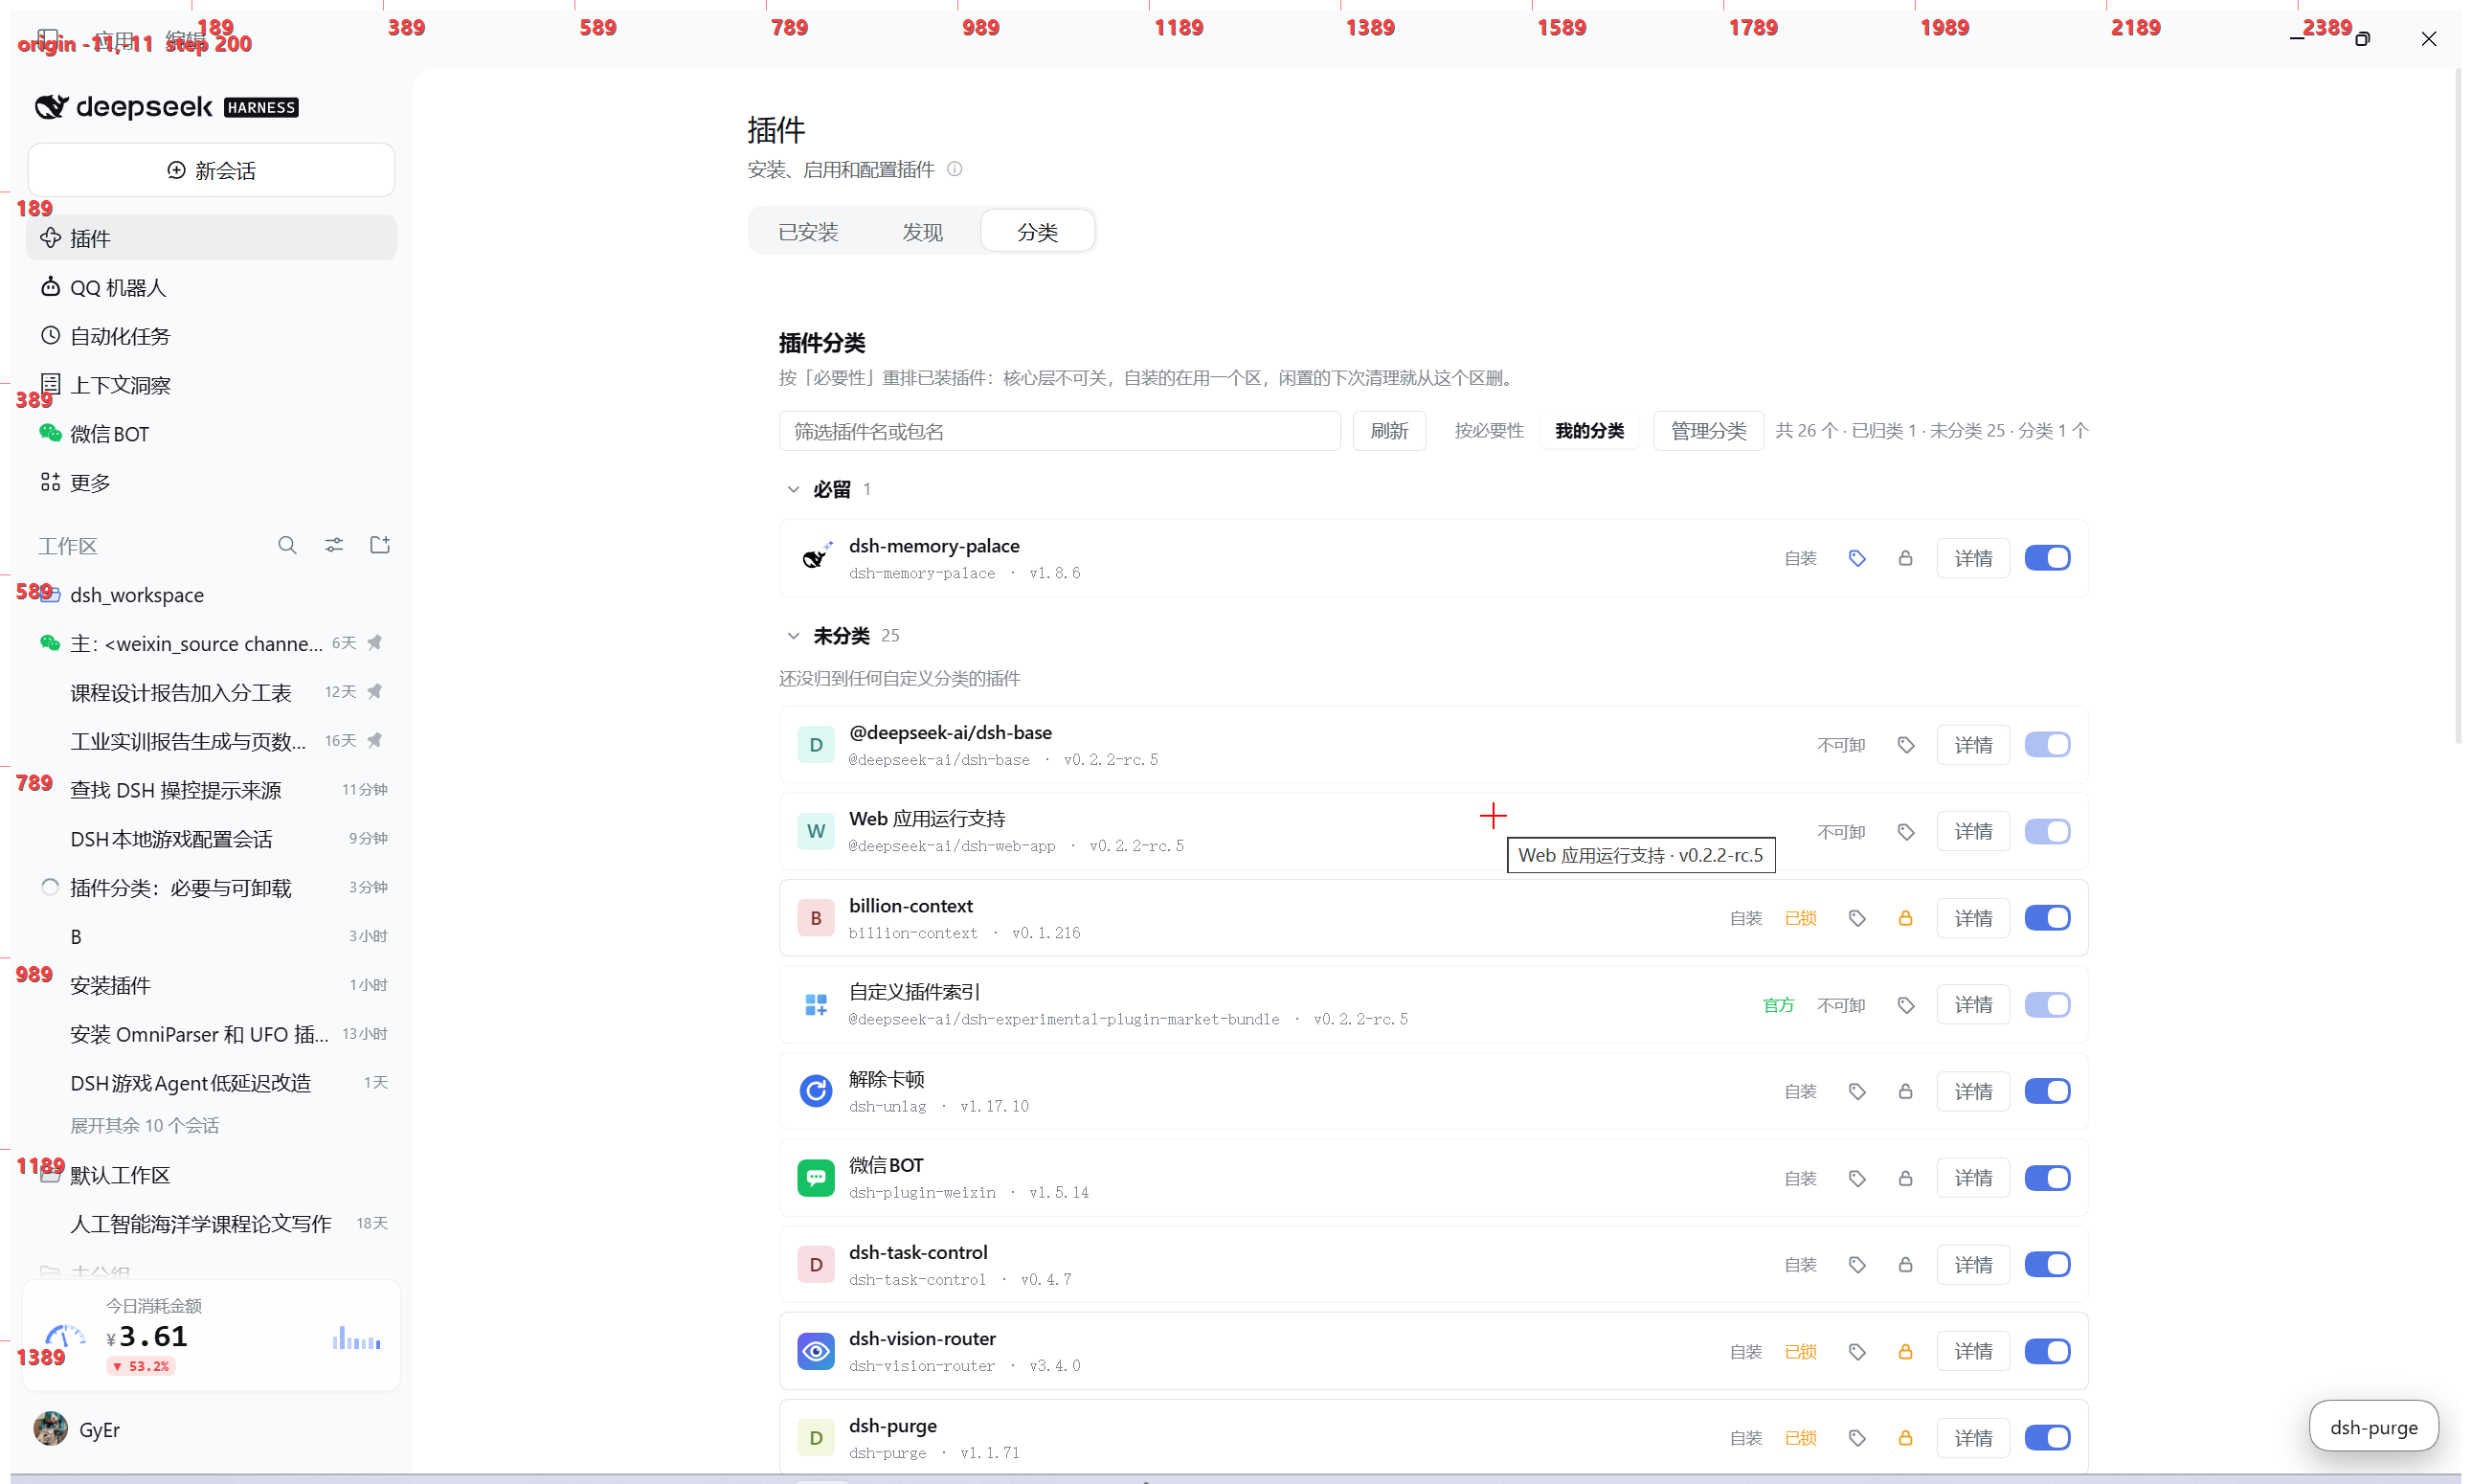 189 389 589 789 989 1189 1389 1589 1789 1989 2189 2389
应用 编辑
origin -11,-11 step 200
deepseek HARNESS
新会话
189
插件
QQ 机器人
自动化任务
上下文洞察
389
微信BOT
更多
工作区
589
dsh_workspace
主：<weixin_source channe... 6天
课程设计报告加入分工表 12天
工业实训报告生成与页数... 16天
789
查找 DSH 操控提示来源 11分钟
DSH本地游戏配置会话 9分钟
插件分类：必要与可卸载 3分钟
B 3小时
989
安装插件 1小时
安装 OmniParser 和 UFO 插... 13小时
DSH游戏Agent低延迟改造 1天
展开其余 10 个会话
1189
默认工作区
人工智能海洋学课程论文写作 18天
未分组
今日消耗金额
¥3.61
1389
▼ 53.2%
GyEr
插件
安装、启用和配置插件
已安装 发现 分类
插件分类
按「必要性」重排已装插件：核心层不可关，自装的在用一个区，闲置的下次清理就从这个区删。
筛选插件名或包名 刷新 按必要性 我的分类 管理分类 共 26 个 · 已归类 1 · 未分类 25 · 分类 1 个
必留 1
dsh-memory-palace
dsh-memory-palace · v1.8.6
自装 详情
未分类 25
还没归到任何自定义分类的插件
D
@deepseek-ai/dsh-base
@deepseek-ai/dsh-base · v0.2.2-rc.5
不可卸 详情
W
Web 应用运行支持
@deepseek-ai/dsh-web-app · v0.2.2-rc.5
不可卸 详情
Web 应用运行支持 · v0.2.2-rc.5
B
billion-context
billion-context · v0.1.216
自装 已锁 详情
自定义插件索引
@deepseek-ai/dsh-experimental-plugin-market-bundle · v0.2.2-rc.5
官方 不可卸 详情
解除卡顿
dsh-unlag · v1.17.10
自装 详情
微信BOT
dsh-plugin-weixin · v1.5.14
自装 详情
D
dsh-task-control
dsh-task-control · v0.4.7
自装 详情
dsh-vision-router
dsh-vision-router · v3.4.0
自装 已锁 详情
D
dsh-purge
dsh-purge · v1.1.71
自装 已锁 详情
dsh-purge